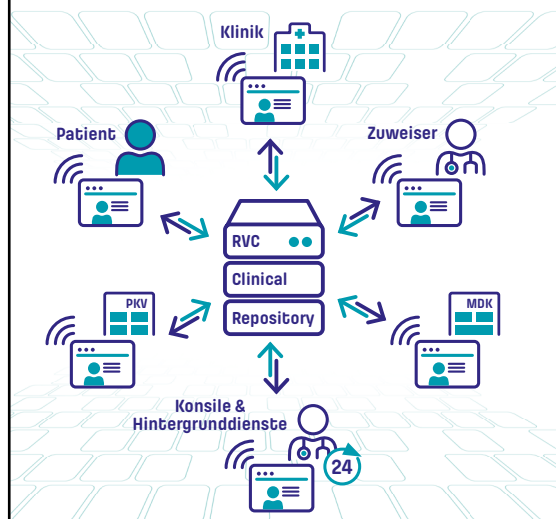 Klinik
Patient
Zuweiser
RVC
Clinical
Repository
PKV
MDK
Konsile &
Hintergrunddienste
24